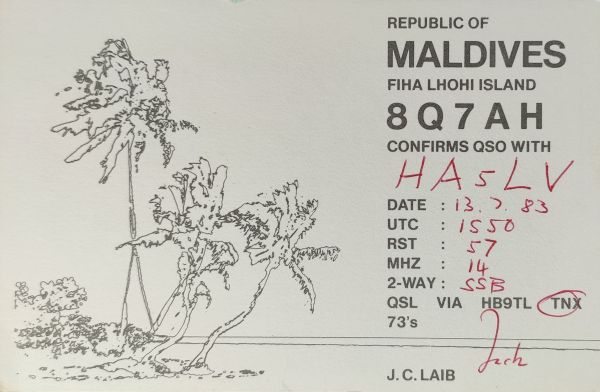 REPUBLIC OF
MALDIVES
FIHA LHOHI ISLAND
8Q7AH
CONFIRMS QSO WITH
HA5LV
DATE : 13.7.83
UTC : 1550
RST : 57
MHZ : 14
2-WAY : SSB
QSL VIA HB9TL TNX
73's
Jack
J.C. LAIB